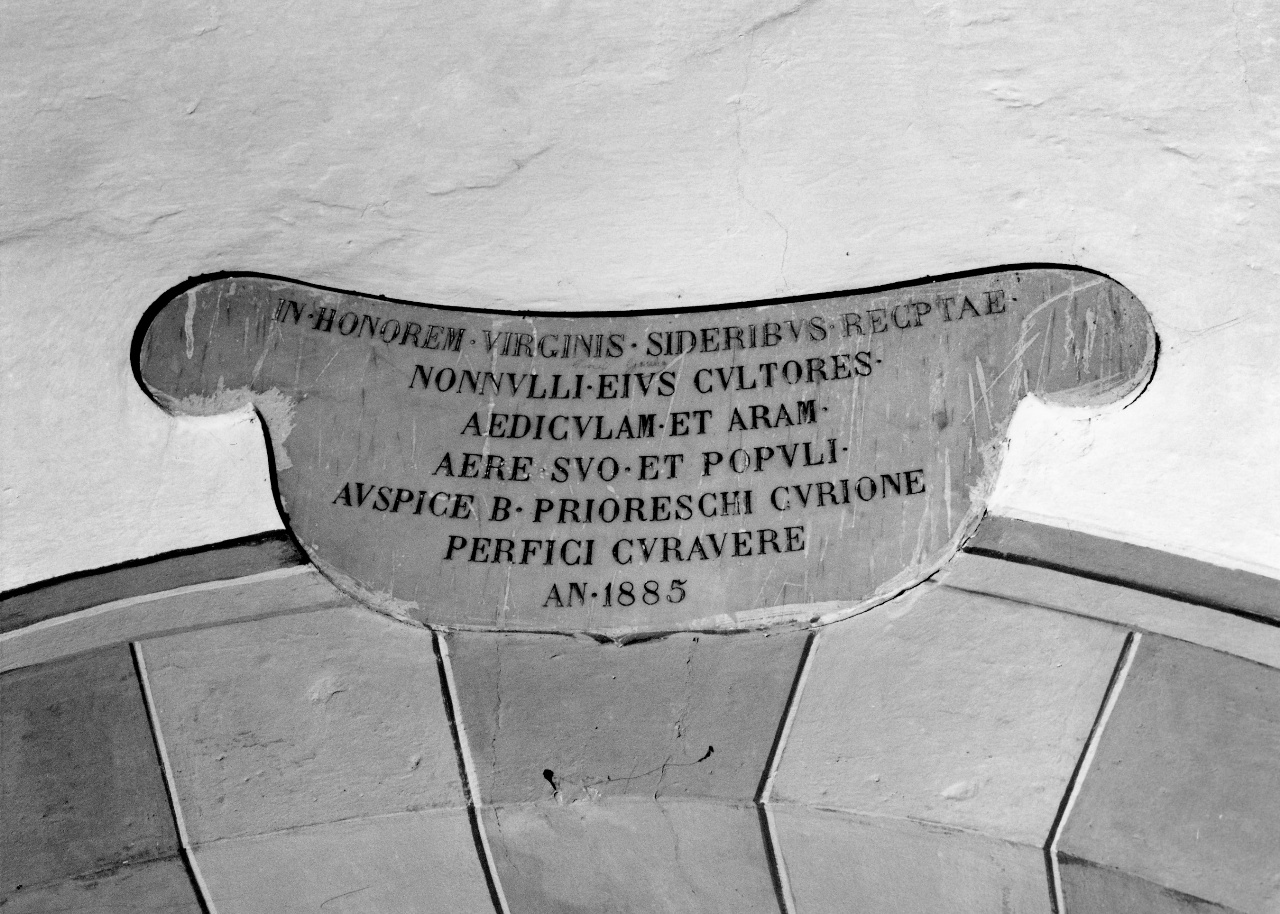 IN·HONOREM·VIRGINIS·SIDERIBVS·RECPTAE·
NONNVLLI·EIVS CVLTORES·
AEDICVLAM·ET ARAM·
AERE SVO·ET POPVLI·
AVSPICE B·PRIORESCHI CVRIONE
PERFICI CVRAVERE
AN·1885